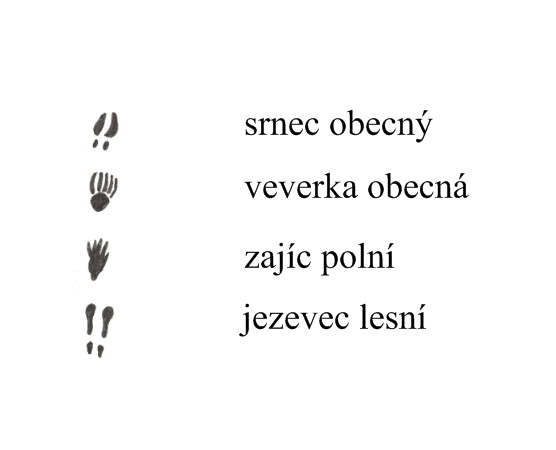 srnec obecný
veverka obecná
zajíc polní
jezevec lesní